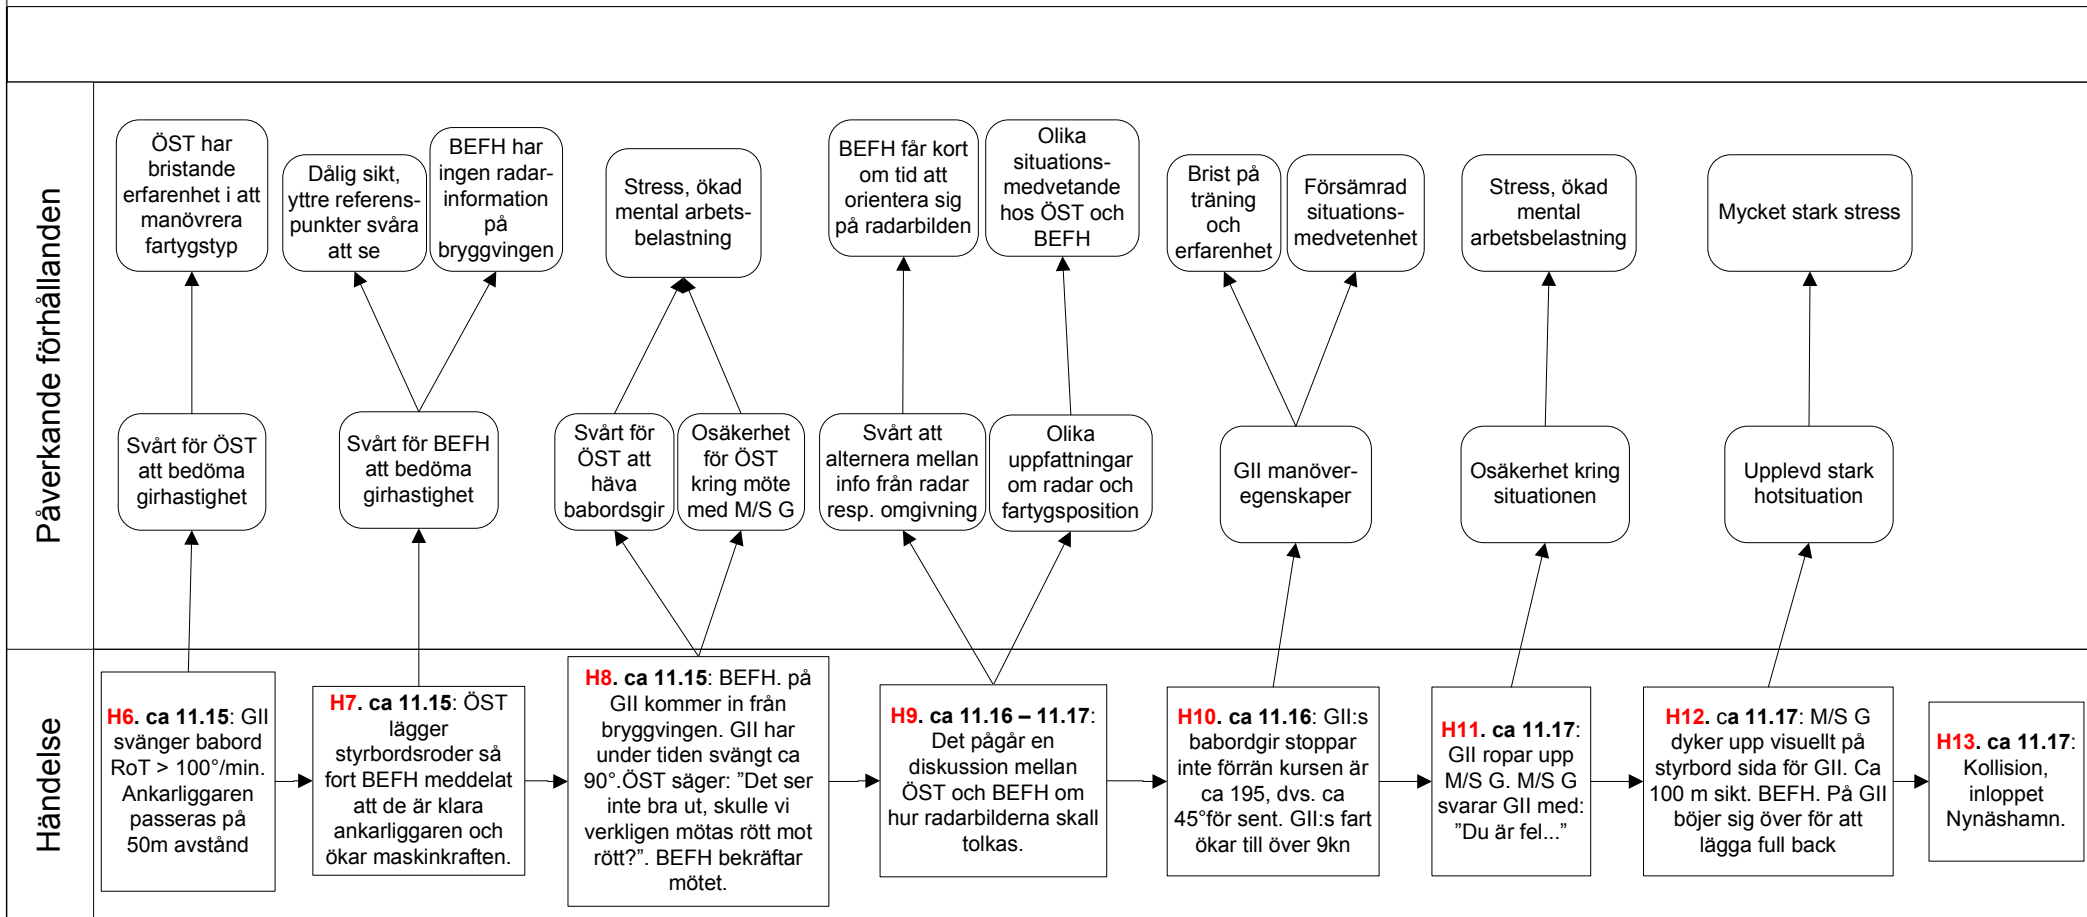 Påverkande förhållanden
ÖST har
bristande
erfarenhet i att
manövrera
fartygstyp
Dålig sikt,
yttre referens-
punkter svåra
att se
BEFH har
ingen radar-
information
på
bryggvingen
Stress, ökad
mental arbets-
belastning
BEFH får kort
om tid att
orientera sig
på radarbilden
Olika
situations-
medvetande
hos ÖST och
BEFH
Brist på
träning
och
erfarenhet
Försämrad
situations-
medvetenhet
Stress, ökad
mental
arbetsbelastning
Mycket stark stress
Svårt för ÖST
att bedöma
girhastighet
Svårt för BEFH
att bedöma
girhastighet
Svårt för
ÖST att
häva
babordsgir
Osäkerhet
för ÖST
kring möte
med M/S G
Svårt att
alternera mellan
info från radar
resp. omgivning
Olika
uppfattningar
om radar och
fartygsposition
GII manöver-
egenskaper
Osäkerhet kring
situationen
Upplevd stark
hotsituation
Händelse
H6. ca 11.15: GII
svänger babord
RoT > 100°/min.
Ankarliggaren
passeras på
50m avstånd
H7. ca 11.15: ÖST
lägger
styrbordsroder så
fort BEFH meddelat
att de är klara
ankarliggaren och
ökar maskinkraften.
H8. ca 11.15: BEFH. på
GII kommer in från
bryggvingen. GII har
under tiden svängt ca
90°.ÖST säger: ”Det ser
inte bra ut, skulle vi
verkligen mötas rött mot
rött?”. BEFH bekräftar
mötet.
H9. ca 11.16 – 11.17:
Det pågår en
diskussion mellan
ÖST och BEFH om
hur radarbilderna skall
tolkas.
H10. ca 11.16: GII:s
babordgir stoppar
inte förrän kursen är
ca 195, dvs. ca
45°för sent. GII:s fart
ökar till över 9kn
H11. ca 11.17:
GII ropar upp
M/S G. M/S G
svarar GII med:
”Du är fel...”
H12. ca 11.17: M/S G
dyker upp visuellt på
styrbord sida för GII. Ca
100 m sikt. BEFH. På GII
böjer sig över för att
lägga full back
H13. ca 11.17:
Kollision,
inloppet
Nynäshamn.